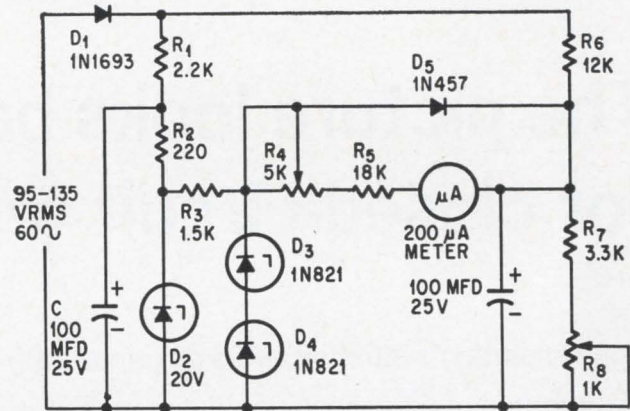 D1
1N1693
R1
2.2K
R2
220
95–135
VRMS
60∿
C
100
MFD
25V
+
−
R3
1.5K
D2
20V
D3
1N821
D4
1N821
R4
5K
R5
18K
D5
1N457
μA
200 μA
METER
100 MFD
25V
+
−
R6
12K
R7
3.3K
R8
1K